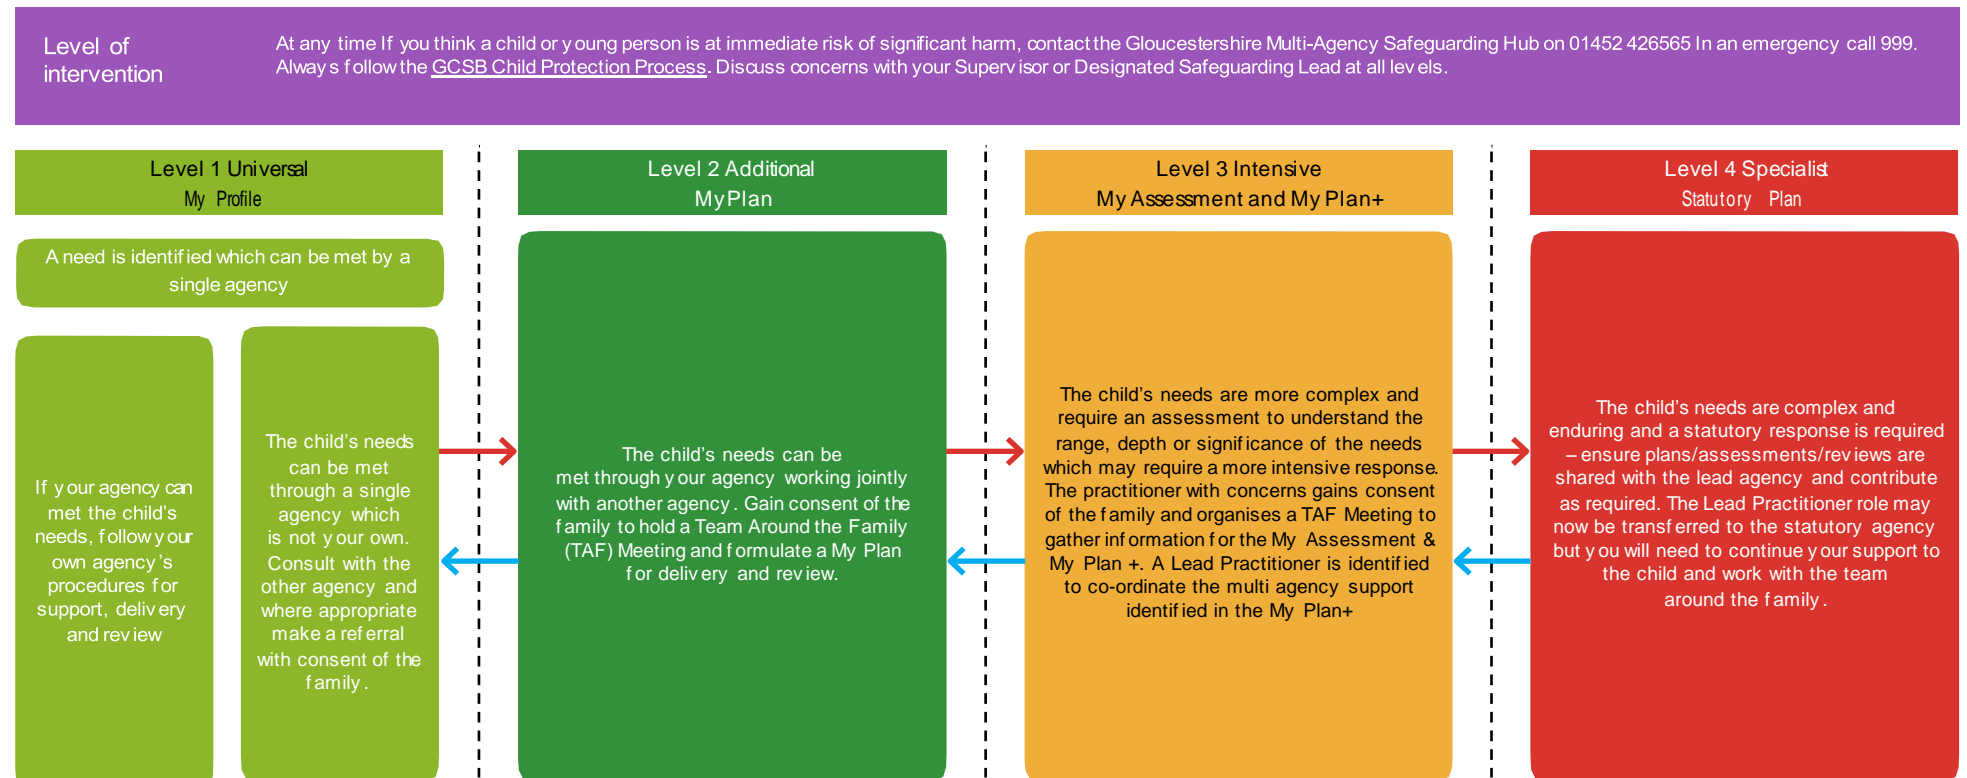 Level of
intervention
At any time If you think a child or young person is at immediate risk of significant harm, contact the Gloucestershire Multi-Agency Safeguarding Hub on 01452 426565 In an emergency call 999.
Always follow the GCSB Child Protection Process. Discuss concerns with your Supervisor or Designated Safeguarding Lead at all levels.
Level 1 Universal
My Profile
A need is identified which can be met by a
single agency
If your agency can
met the child's
needs, follow your
own agency's
procedures for
support, delivery
and review
The child's needs
can be met
through a single
agency which
is not your own.
Consult with the
other agency and
where appropriate
make a referral
with consent of the
family.
Level 2 Additional
My Plan
The child's needs can be
met through your agency working jointly
with another agency. Gain consent of the
family to hold a Team Around the Family
(TAF) Meeting and formulate a My Plan
for delivery and review.
Level 3 Intensive
My Assessment and My Plan+
The child's needs are more complex and
require an assessment to understand the
range, depth or significance of the needs
which may require a more intensive response.
The practitioner with concerns gains consent
of the family and organises a TAF Meeting to
gather information for the My Assessment &
My Plan +. A Lead Practitioner is identified
to co-ordinate the multi agency support
identified in the My Plan+
Level 4 Specialist
Statutory Plan
The child's needs are complex and
enduring and a statutory response is required
– ensure plans/assessments/reviews are
shared with the lead agency and contribute
as required. The Lead Practitioner role may
now be transferred to the statutory agency
but you will need to continue your support to
the child and work with the team
around the family.